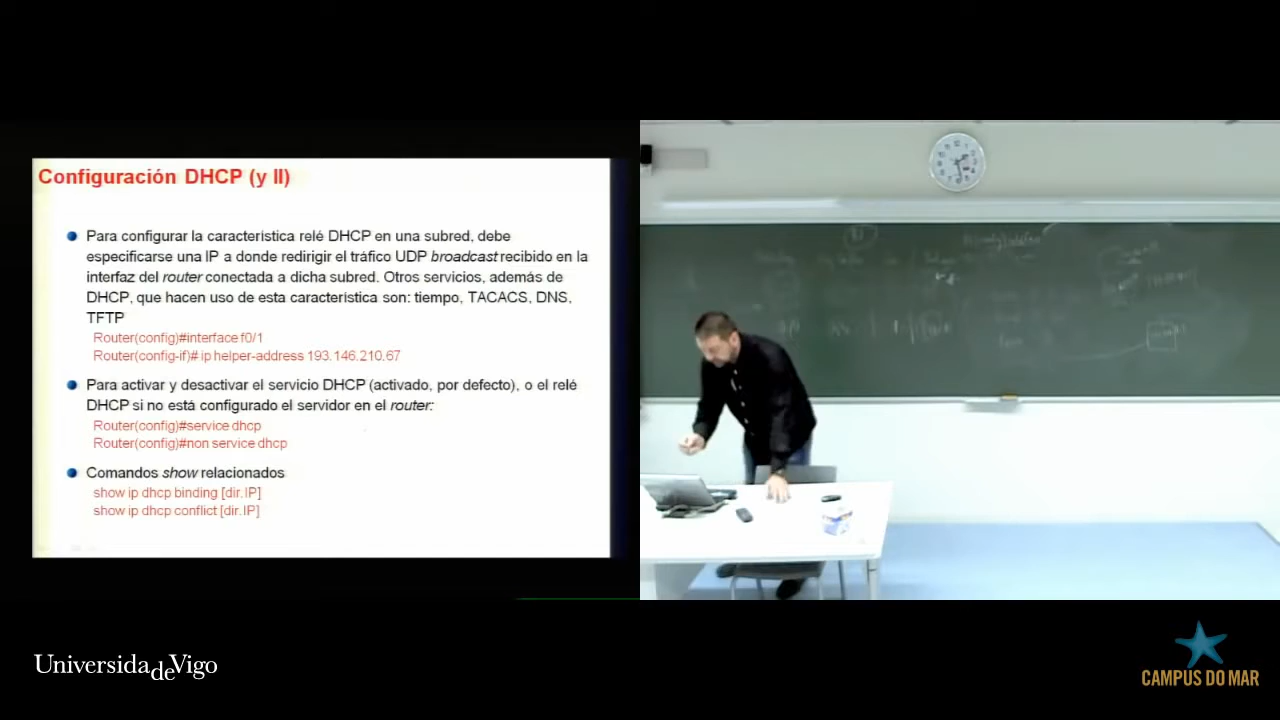 Configuración DHCP (y II)
Para configurar la característica relé DHCP en una subred, debe
especificarse una IP a donde redirigir el tráfico UDP broadcast recibido en la
interfaz del router conectada a dicha subred. Otros servicios, además de
DHCP, que hacen uso de esta característica son: tiempo, TACACS, DNS,
TFTP
Router(config)#interface f0/1
Router(config-if)# ip helper-address 193.146.210.67
Para activar y desactivar el servicio DHCP (activado, por defecto), o el relé
DHCP si no está configurado el servidor en el router:
Router(config)#service dhcp
Router(config)#non service dhcp
Comandos show relacionados
show ip dhcp binding [dir.IP]
show ip dhcp conflict [dir.IP]
Universidade Vigo
CAMPUS DO MAR